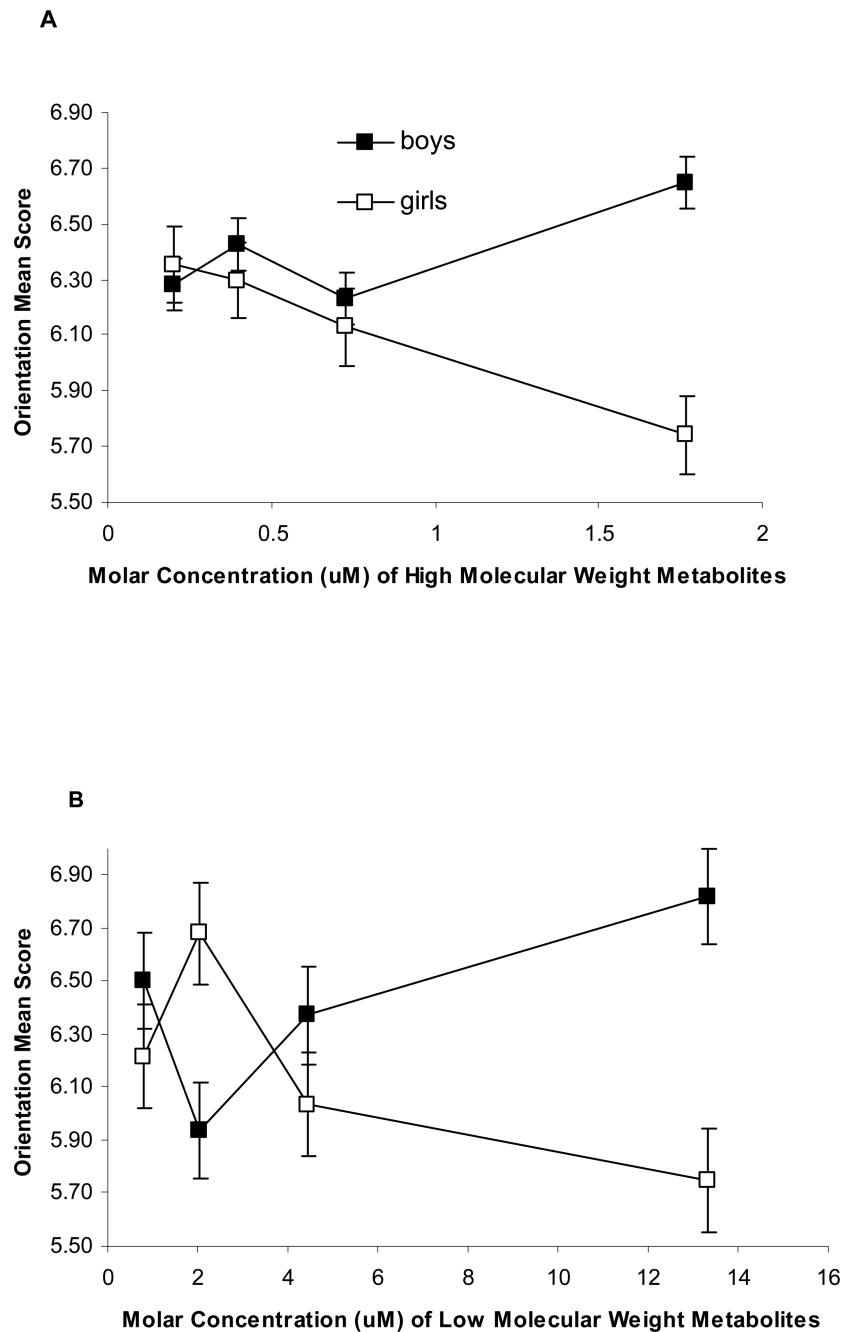 A
6.90
boys
6.70
girls
6.50
6.30
6.10
5.90
5.70
5.50
Orientation Mean Score
0 0.5 1 1.5 2
Molar Concentration (uM) of High Molecular Weight Metabolites
B
6.90
6.70
6.50
6.30
6.10
5.90
5.70
5.50
Orientation Mean Score
0 2 4 6 8 10 12 14 16
Molar Concentration (uM) of Low Molecular Weight Metabolites